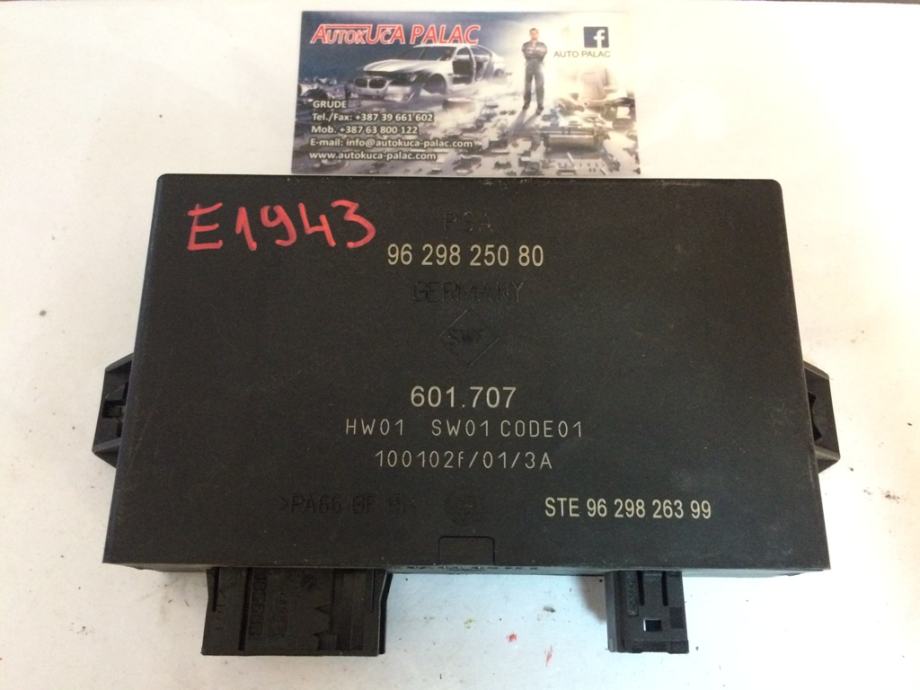 AUTOKUCA PALAC
f
AUTO PALAC
GRUDE
Tel./Fax: +387 39 661 602
Mob. +387 63 800 122
E-mail: info@autokuca-palac.com
www.autokuca-palac.com
E1943
PSA
96 298 250 80
GERMANY
SWF
601.707
HW01 SW01 CODE01
100102f/01/3A
>PA66
STE 96 298 263 99